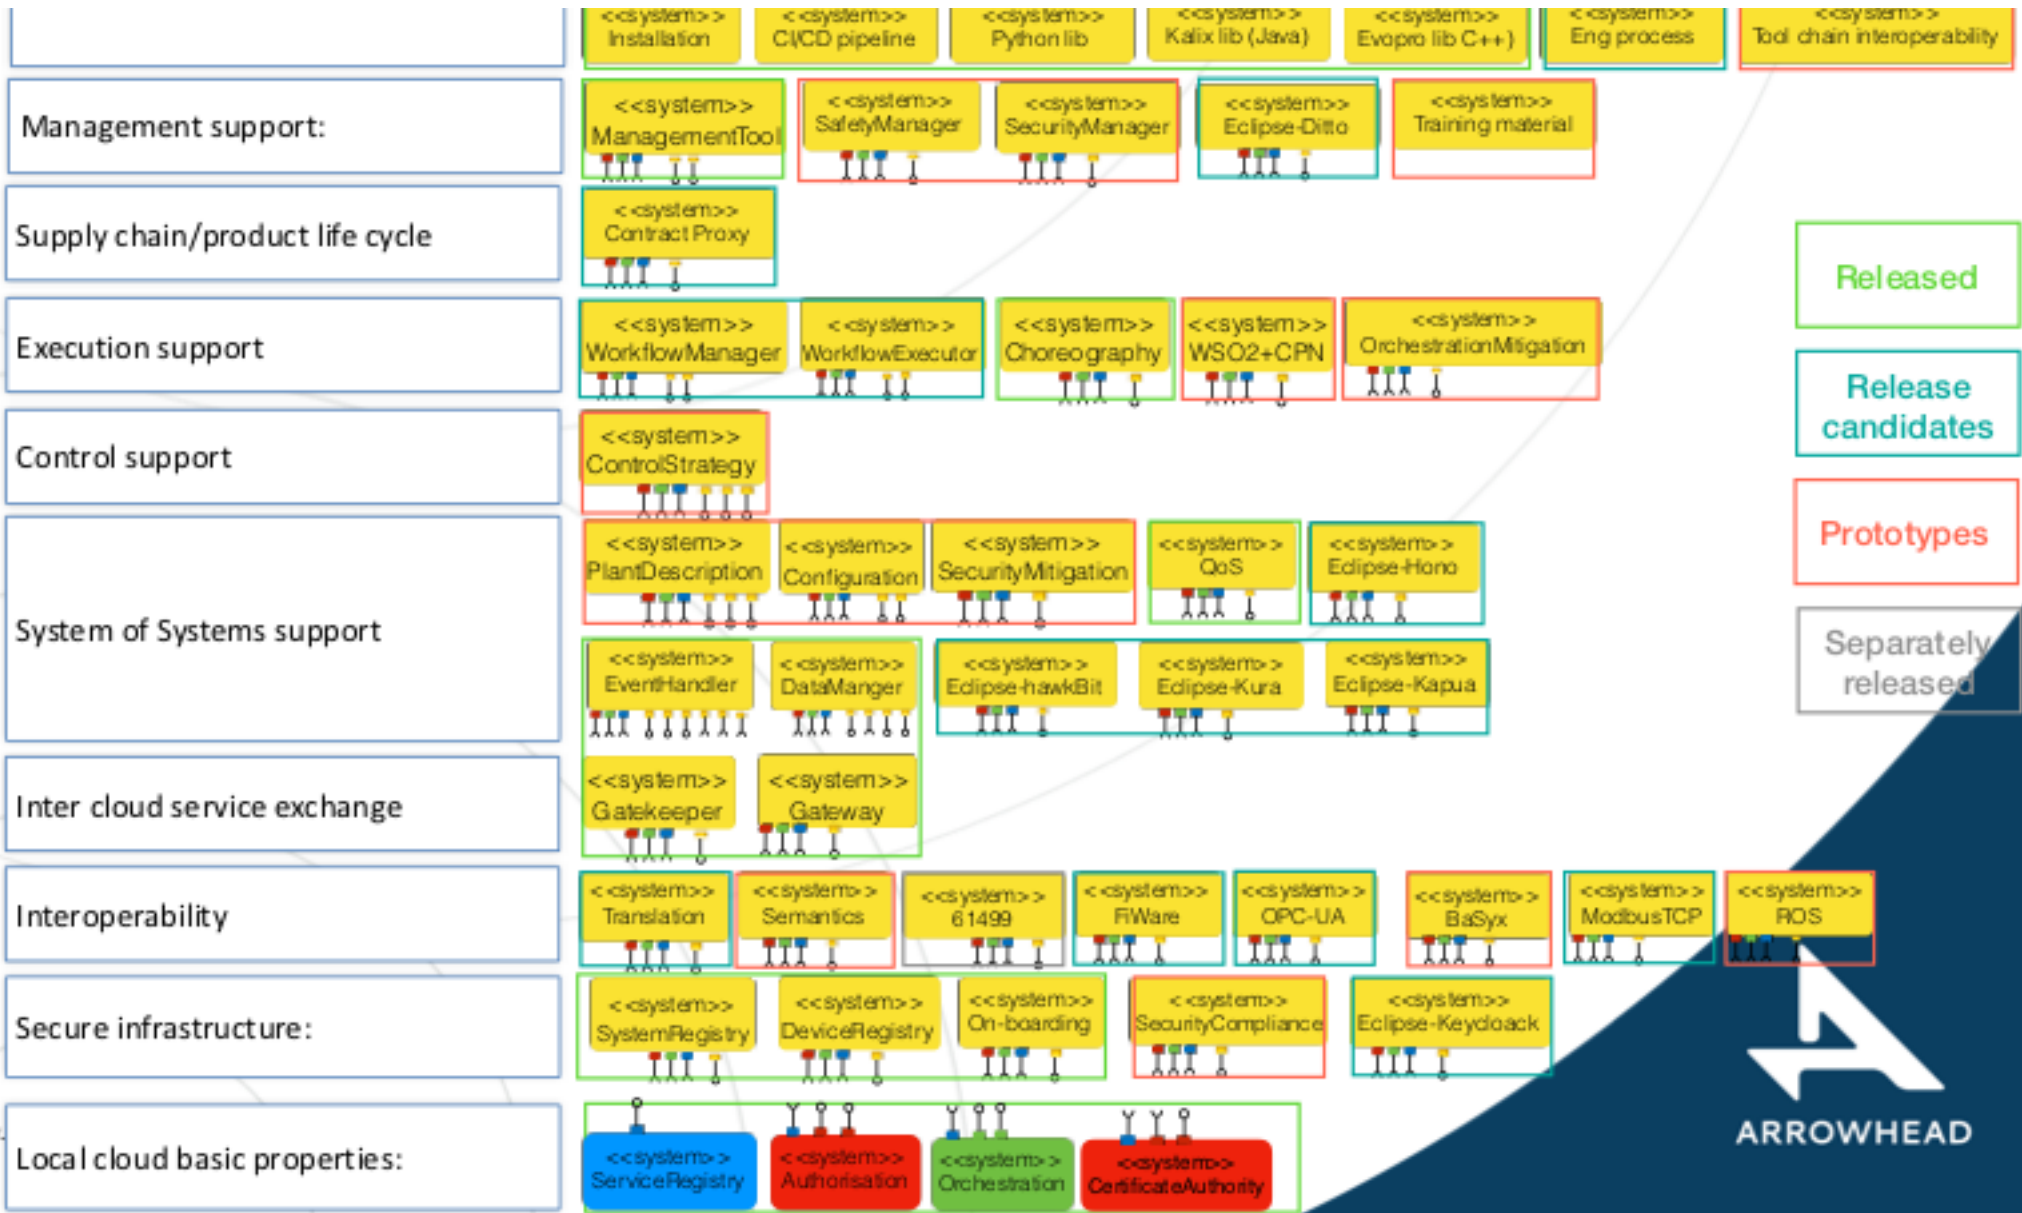 <<system>>
Installation
<<system>>
CI/CD pipeline
<<system>>
Python lib
<<system>>
Kalix lib (Java)
<<system>>
Evopro lib C++)
<<system>>
Eng process
<<system>>
Tool chain interoperability
Management support:
<<system>>
ManagementTool
<<system>>
SafetyManager
<<system>>
SecurityManager
<<system>>
Eclipse-Ditto
<<system>>
Training material
Supply chain/product life cycle
<<system>>
Contract Proxy
Released
Execution support
<<system>>
WorkflowManager
<<system>>
WorkflowExecutor
<<system>>
Choreography
<<system>>
WSO2+CPN
<<system>>
OrchestrationMitigation
Release
candidates
Control support
<<system>>
ControlStrategy
Prototypes
System of Systems support
<<system>>
PlantDescription
<<system>>
Configuration
<<system>>
SecurityMitigation
<<system>>
QoS
<<system>>
Eclipse-Hono
<<system>>
EventHandler
<<system>>
DataManger
<<system>>
Eclipse-hawkBit
<<system>>
Eclipse-Kura
<<system>>
Eclipse-Kapua
Separately
released
Inter cloud service exchange
<<system>>
Gatekeeper
<<system>>
Gateway
Interoperability
<<system>>
Translation
<<system>>
Semantics
<<system>>
61499
<<system>>
FiWare
<<system>>
OPC-UA
<<system>>
BaSyx
<<system>>
ModbusTCP
<<system>>
ROS
Secure infrastructure:
<<system>>
SystemRegistry
<<system>>
DeviceRegistry
<<system>>
On-boarding
<<system>>
SecurityCompliance
<<system>>
Eclipse-Keycloack
ARROWHEAD
Local cloud basic properties:
<<system>>
ServiceRegistry
<<system>>
Authorisation
<<system>>
Orchestration
<<system>>
CertificateAuthority